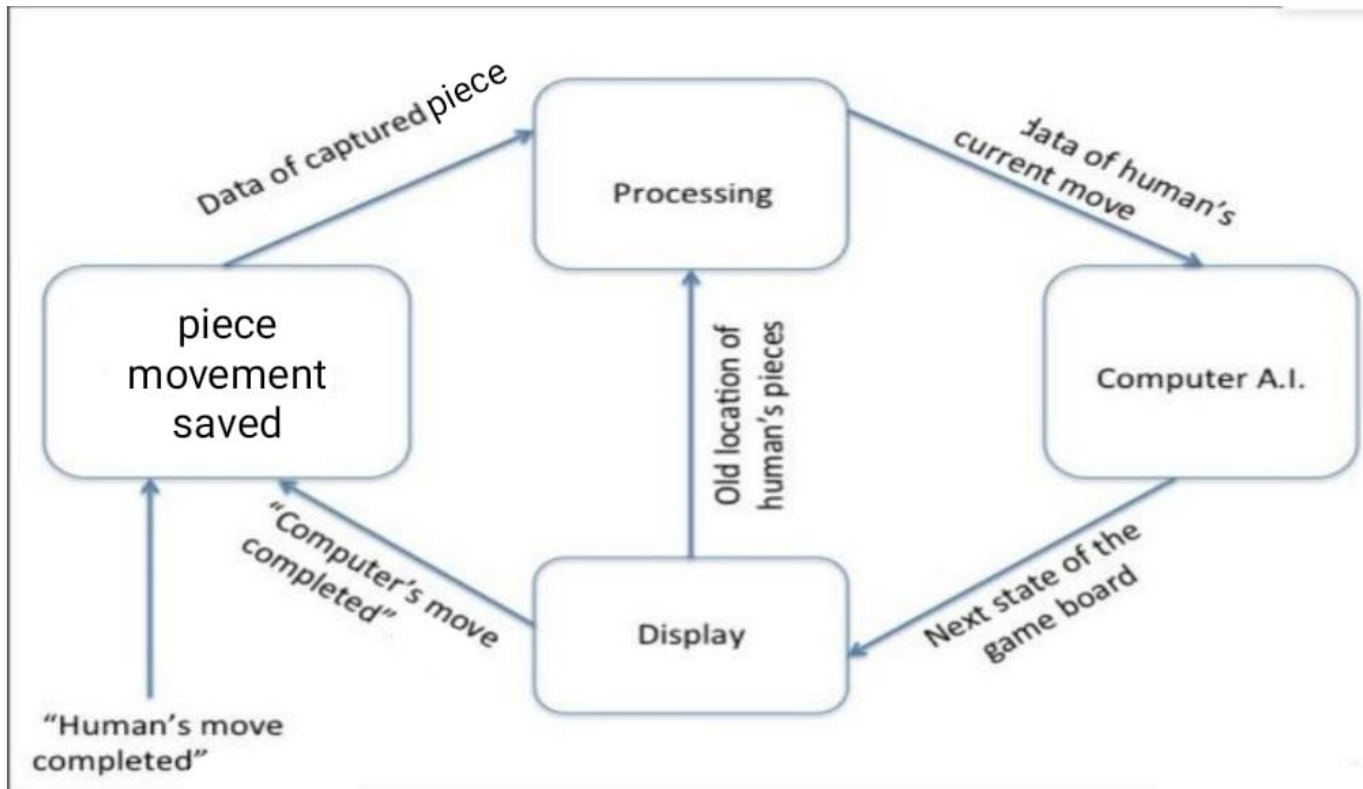 Data of captured piece
Processing
data of human's
current move
piece
movement
saved
Computer A.I.
Old location of
human's pieces
"Computer's move
completed"
Display
Next state of the
game board
"Human's move
completed"